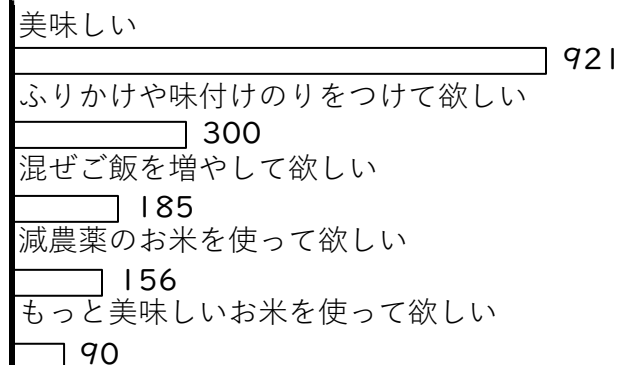 美味しい
921
ふりかけや味付けのりをつけて欲しい
300
混ぜご飯を増やして欲しい
185
減農薬のお米を使って欲しい
156
もっと美味しいお米を使って欲しい
90